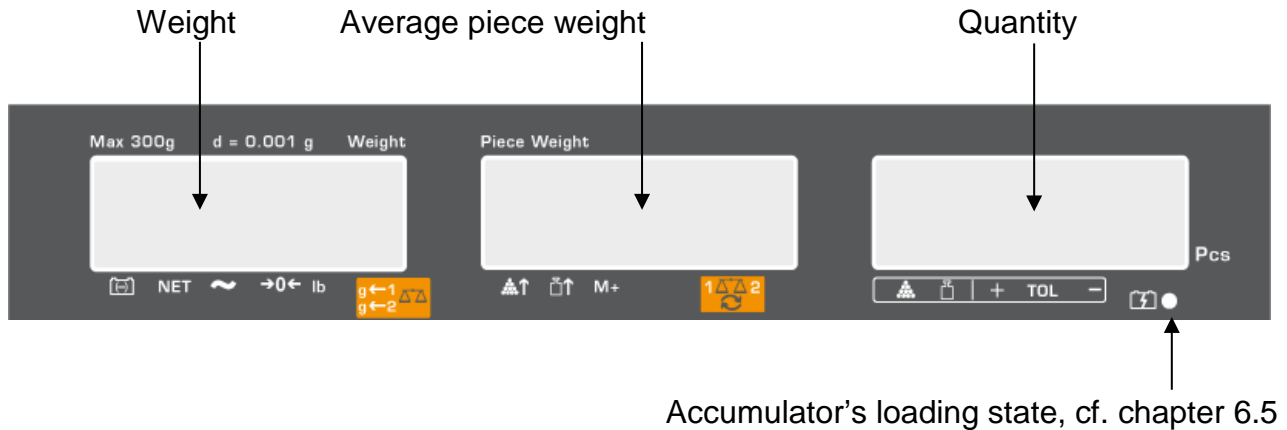 Weight Average piece weight Quantity
Max 300g d = 0.001 g Weight Piece Weight
Pcs
NET ~ →0← lb g←1 M+ 1 2 + TOL −
g←2
Accumulator’s loading state, cf. chapter 6.5